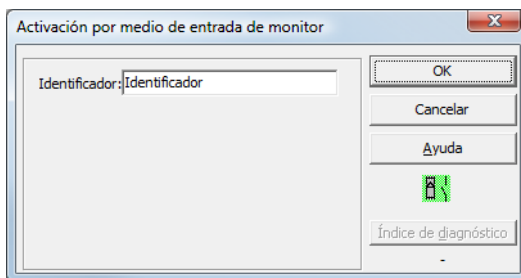 Activación por medio de entrada de monitor
Identificador: Identificador
OK
Cancelar
Ayuda
Índice de diagnóstico
-